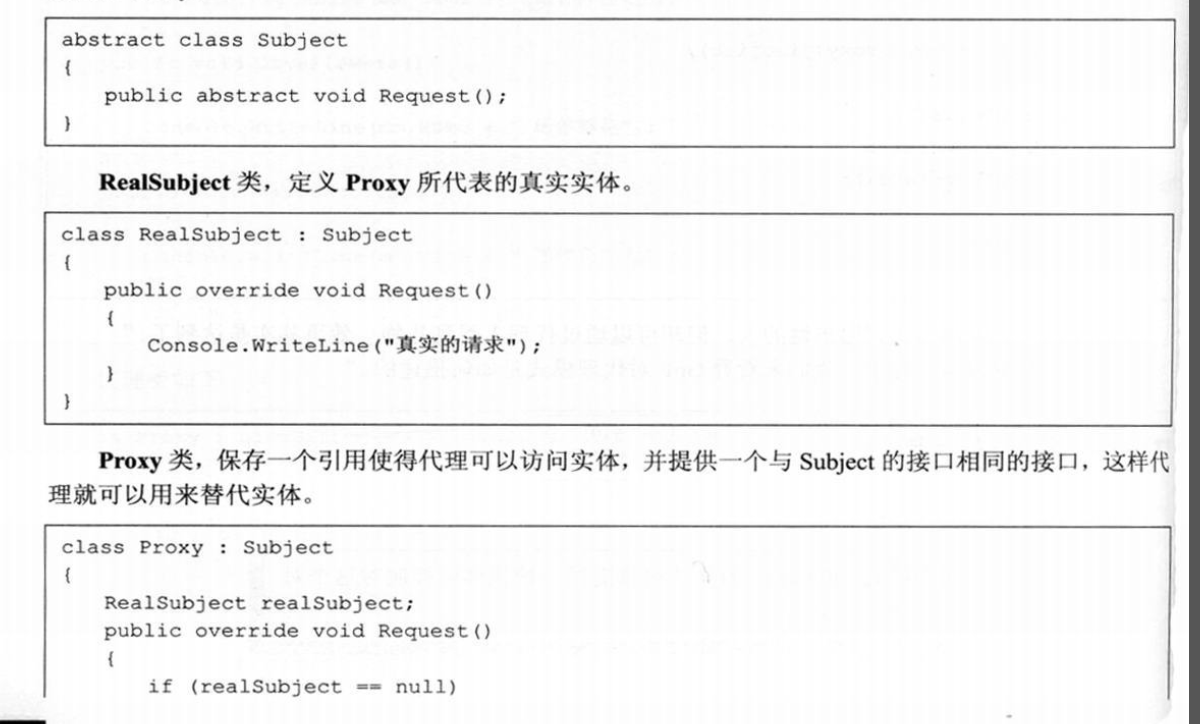 abstract class Subject
{
public abstract void Request();
}
RealSubject 类，定义 Proxy 所代表的真实实体。
class RealSubject : Subject
{
public override void Request()
{
Console.WriteLine("真实的请求");
}
}
Proxy 类，保存一个引用使得代理可以访问实体，并提供一个与 Subject 的接口相同的接口，这样代
理就可以用来替代实体。
class Proxy : Subject
{
RealSubject realSubject;
public override void Request()
{
if (realSubject == null)